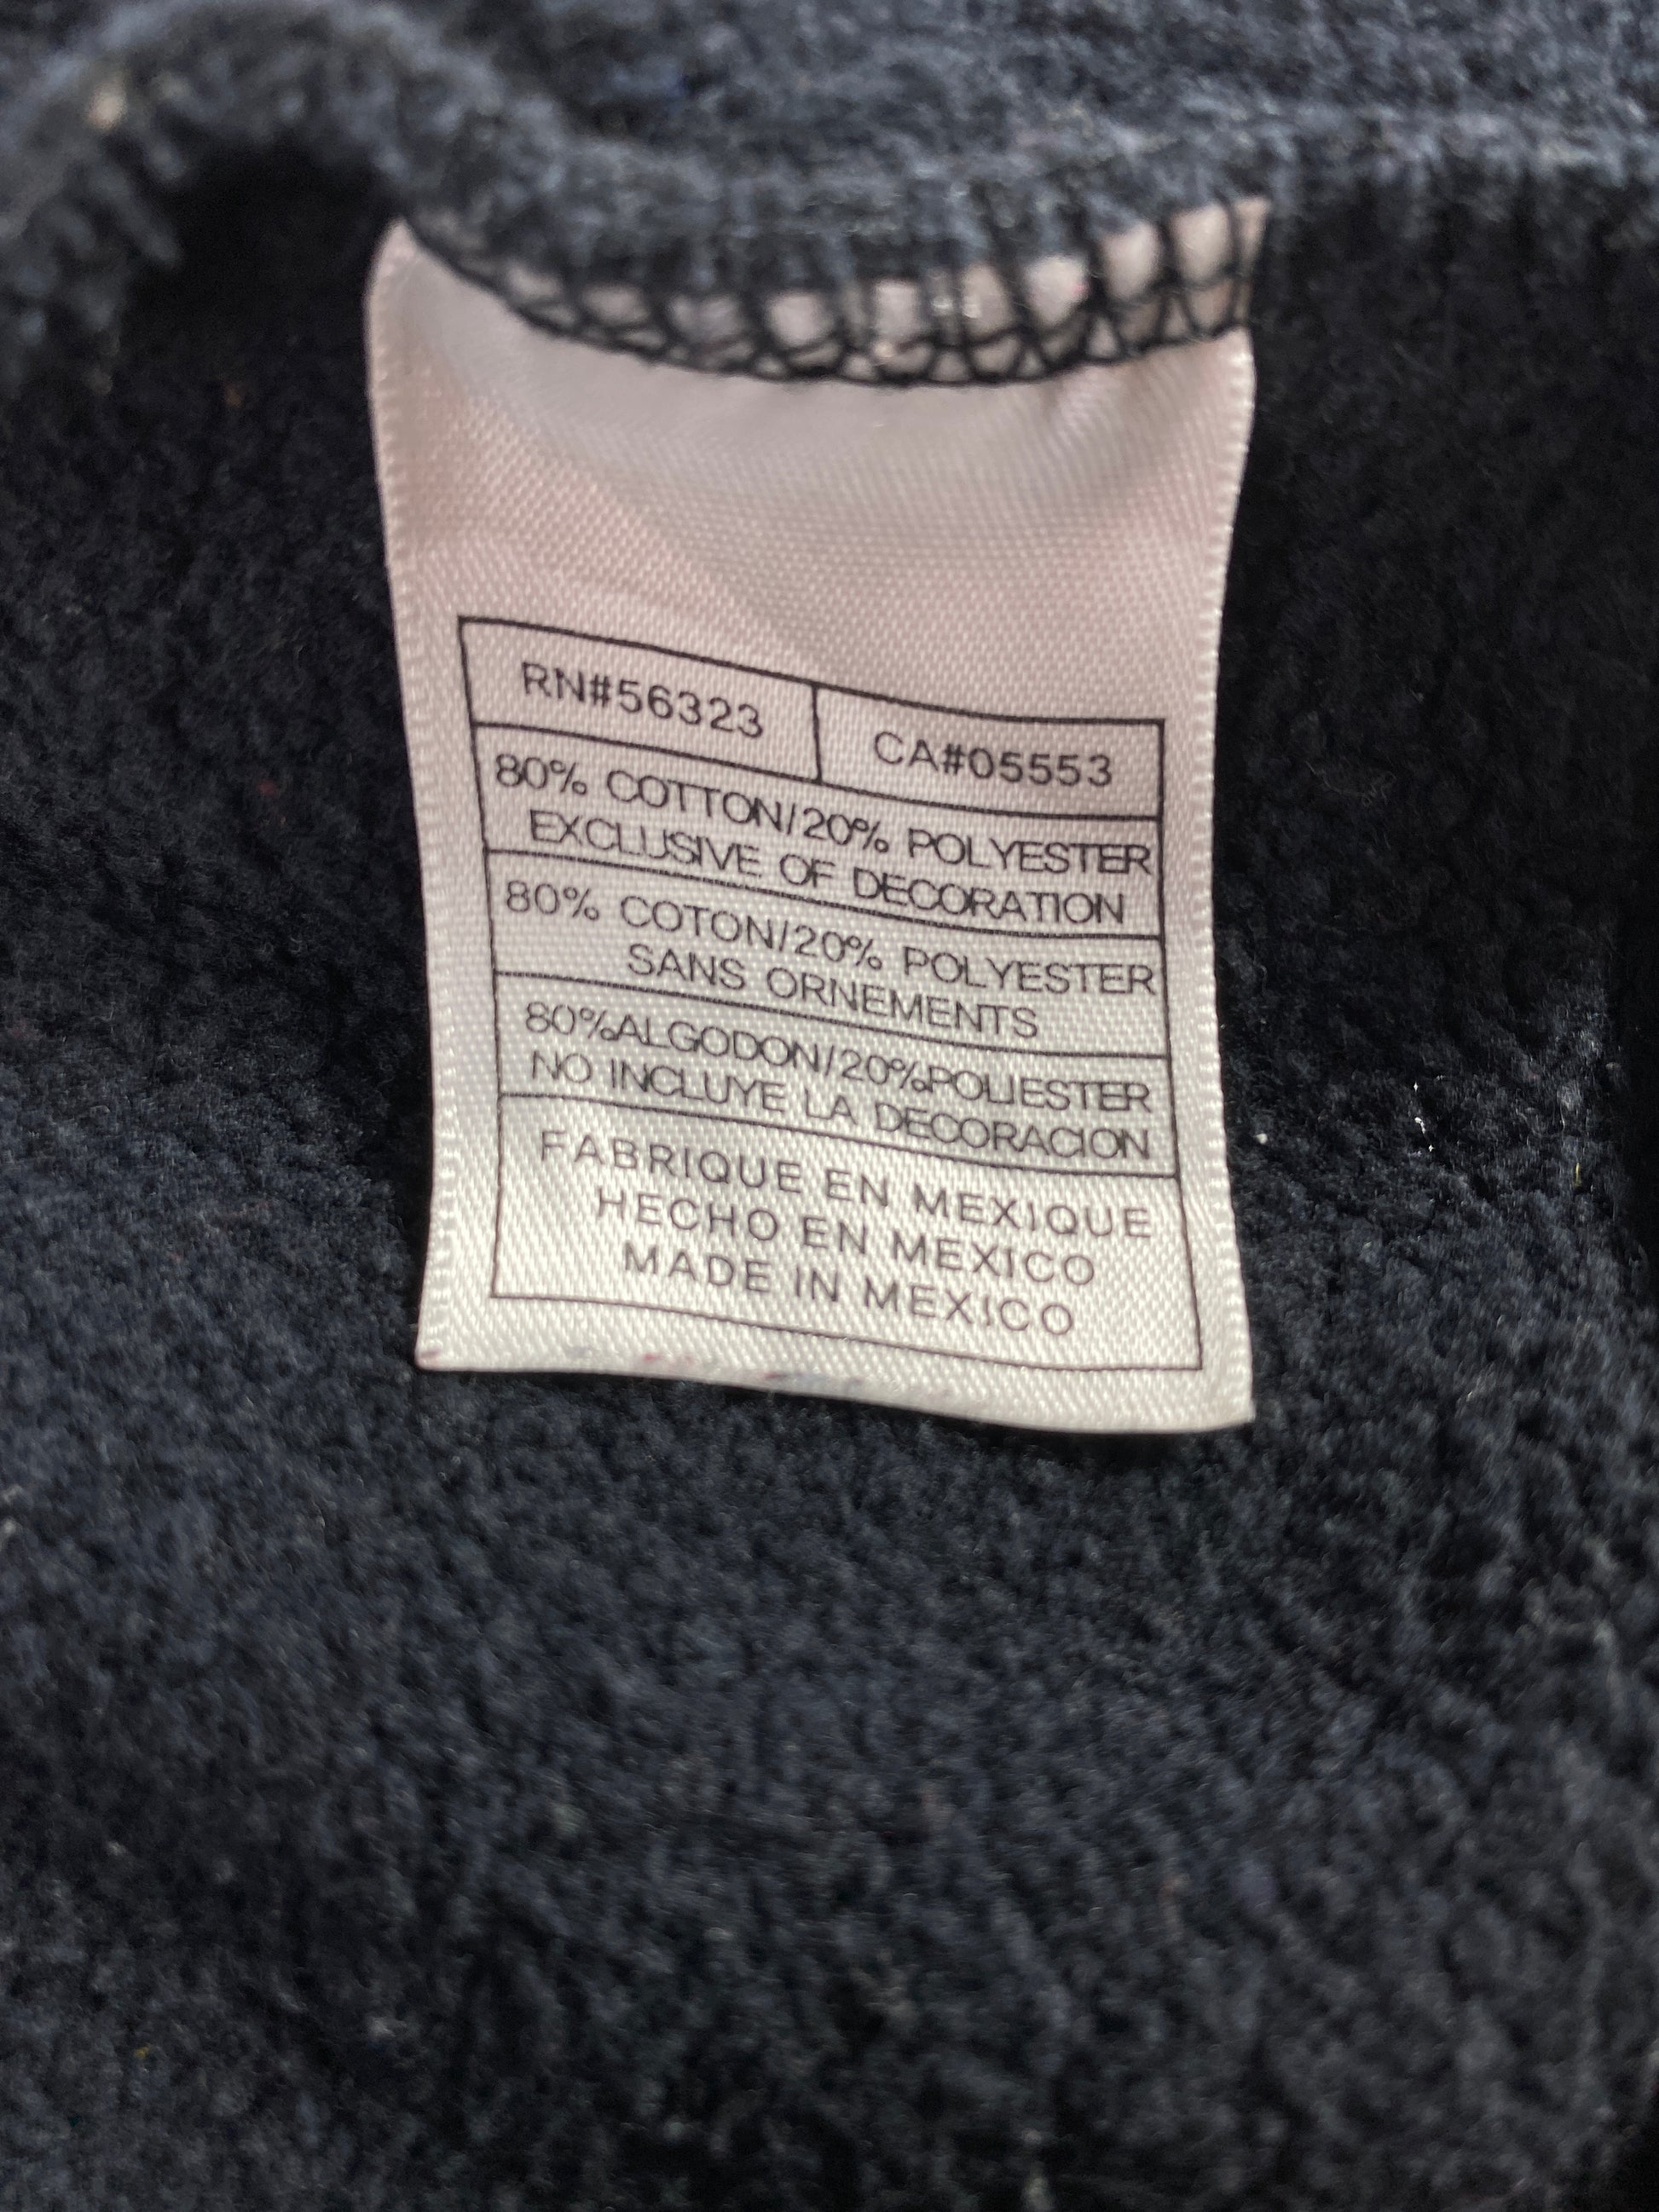 RN#56323
CA#05553
80% COTTON/20% POLYESTER
EXCLUSIVE OF DECORATION
80% COTON/20% POLYESTER
SANS ORNEMENTS
80%ALGODON/20%POLIESTER
NO INCLUYE LA DECORACION
FABRIQUE EN MEXIQUE
HECHO EN MEXICO
MADE IN MEXICO